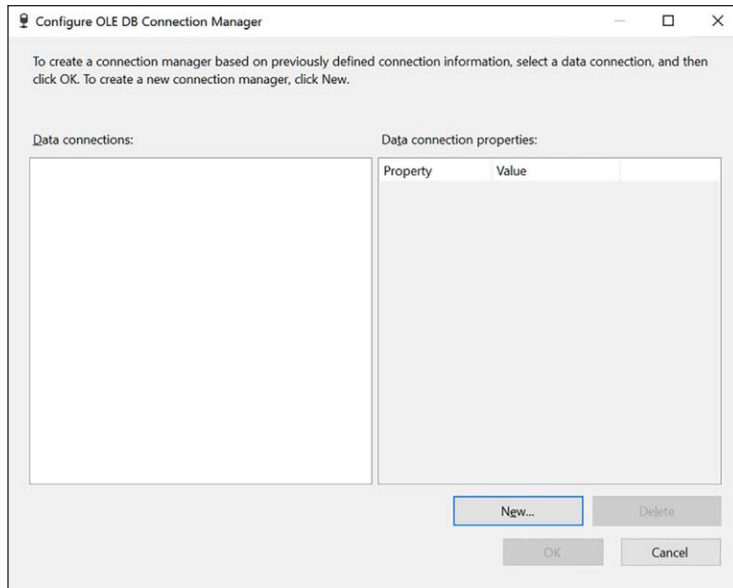 Configure OLE DB Connection Manager
To create a connection manager based on previously defined connection information, select a data connection, and then
click OK. To create a new connection manager, click New.
Data connections:
Data connection properties:
Property Value
New... Delete
OK Cancel